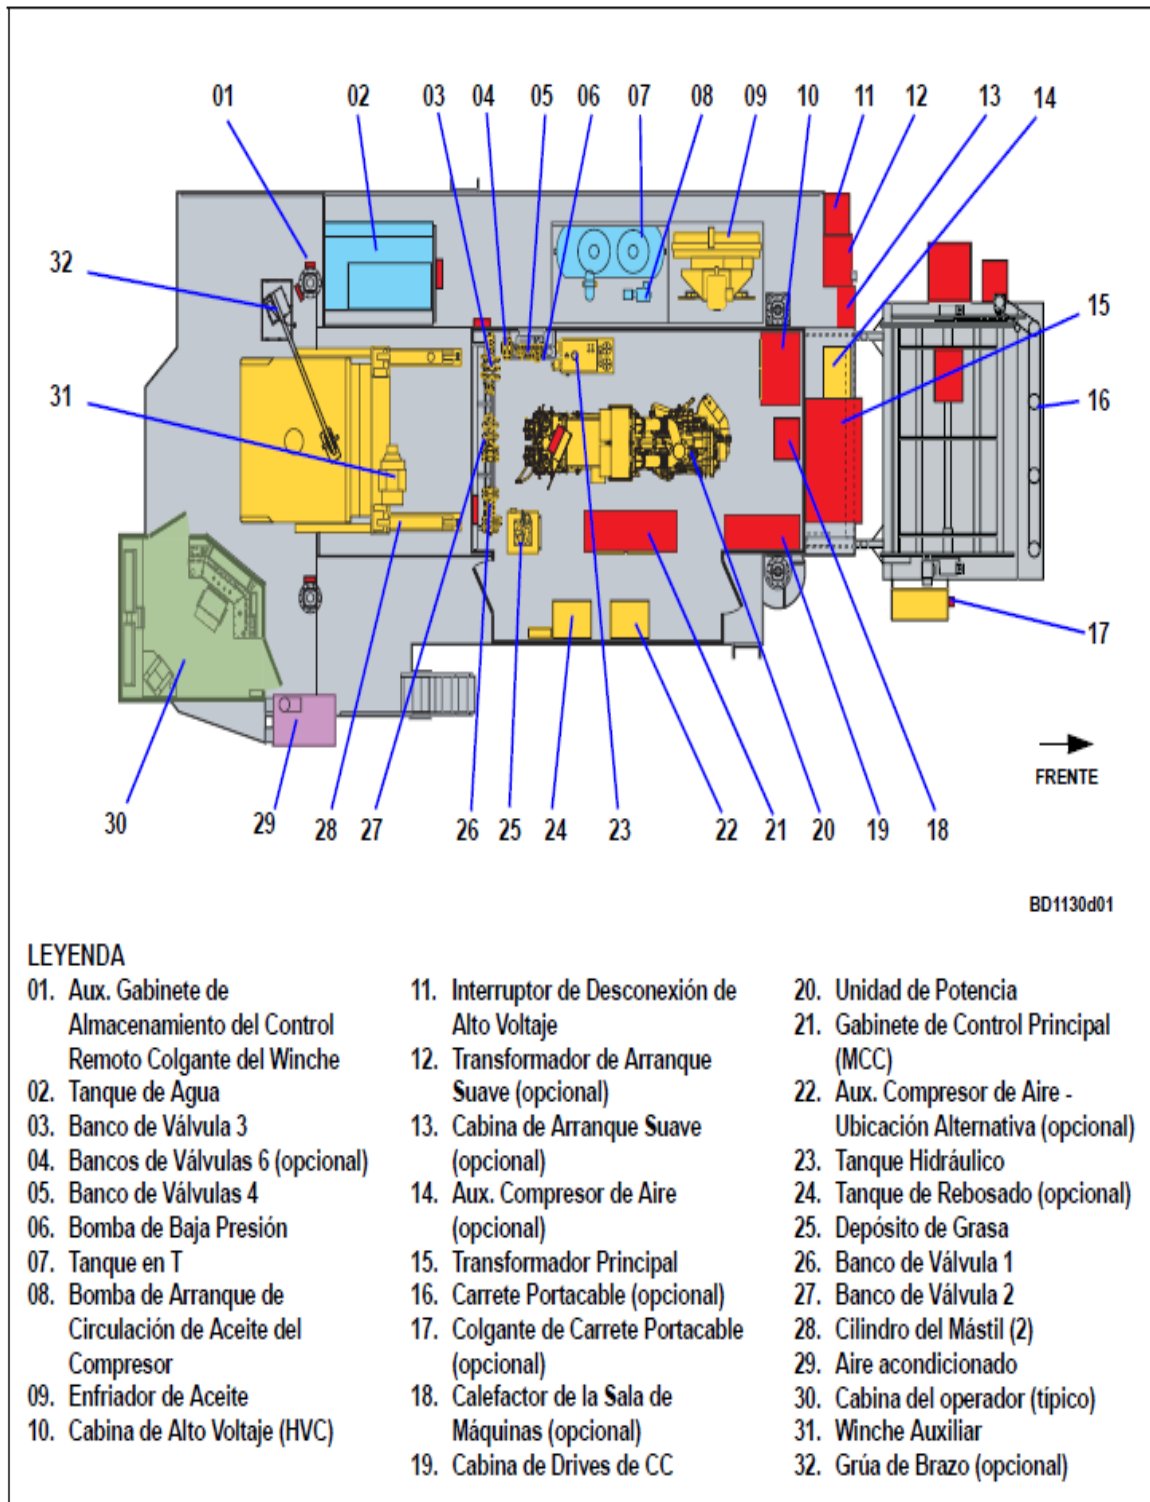 01 02 03 04 05 06 07 08 09 10 11 12 13 14
32
31
15
16
17
FRENTE
30 29 28 27 26 25 24 23 22 21 20 19 18
BD1130d01
LEYENDA
01. Aux. Gabinete de
Almacenamiento del Control
Remoto Colgante del Winche
02. Tanque de Agua
03. Banco de Válvula 3
04. Bancos de Válvulas 6 (opcional)
05. Banco de Válvulas 4
06. Bomba de Baja Presión
07. Tanque en T
08. Bomba de Arranque de
Circulación de Aceite del
Compresor
09. Enfriador de Aceite
10. Cabina de Alto Voltaje (HVC)
11. Interruptor de Desconexión de
Alto Voltaje
12. Transformador de Arranque
Suave (opcional)
13. Cabina de Arranque Suave
(opcional)
14. Aux. Compresor de Aire
(opcional)
15. Transformador Principal
16. Carrete Portacable (opcional)
17. Colgante de Carrete Portacable
(opcional)
18. Calefactor de la Sala de
Máquinas (opcional)
19. Cabina de Drives de CC
20. Unidad de Potencia
21. Gabinete de Control Principal
(MCC)
22. Aux. Compresor de Aire -
Ubicación Alternativa (opcional)
23. Tanque Hidráulico
24. Tanque de Rebosado (opcional)
25. Depósito de Grasa
26. Banco de Válvula 1
27. Banco de Válvula 2
28. Cilindro del Mástil (2)
29. Aire acondicionado
30. Cabina del operador (típico)
31. Winche Auxiliar
32. Grúa de Brazo (opcional)